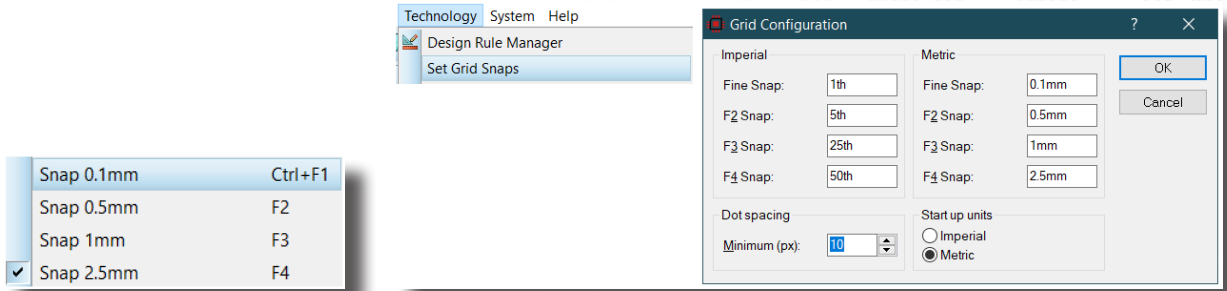 Technology System Help
Design Rule Manager
Set Grid Snaps
Snap 0.1mm Ctrl+F1
Snap 0.5mm F2
Snap 1mm F3
Snap 2.5mm F4
Grid Configuration ?
Imperial Metric
Fine Snap: 1th Fine Snap: 0.1mm OK
F2 Snap: 5th F2 Snap: 0.5mm Cancel
F3 Snap: 25th F3 Snap: 1mm
F4 Snap: 50th F4 Snap: 2.5mm
Dot spacing Start up units
Minimum (px): 10 Imperial
Metric